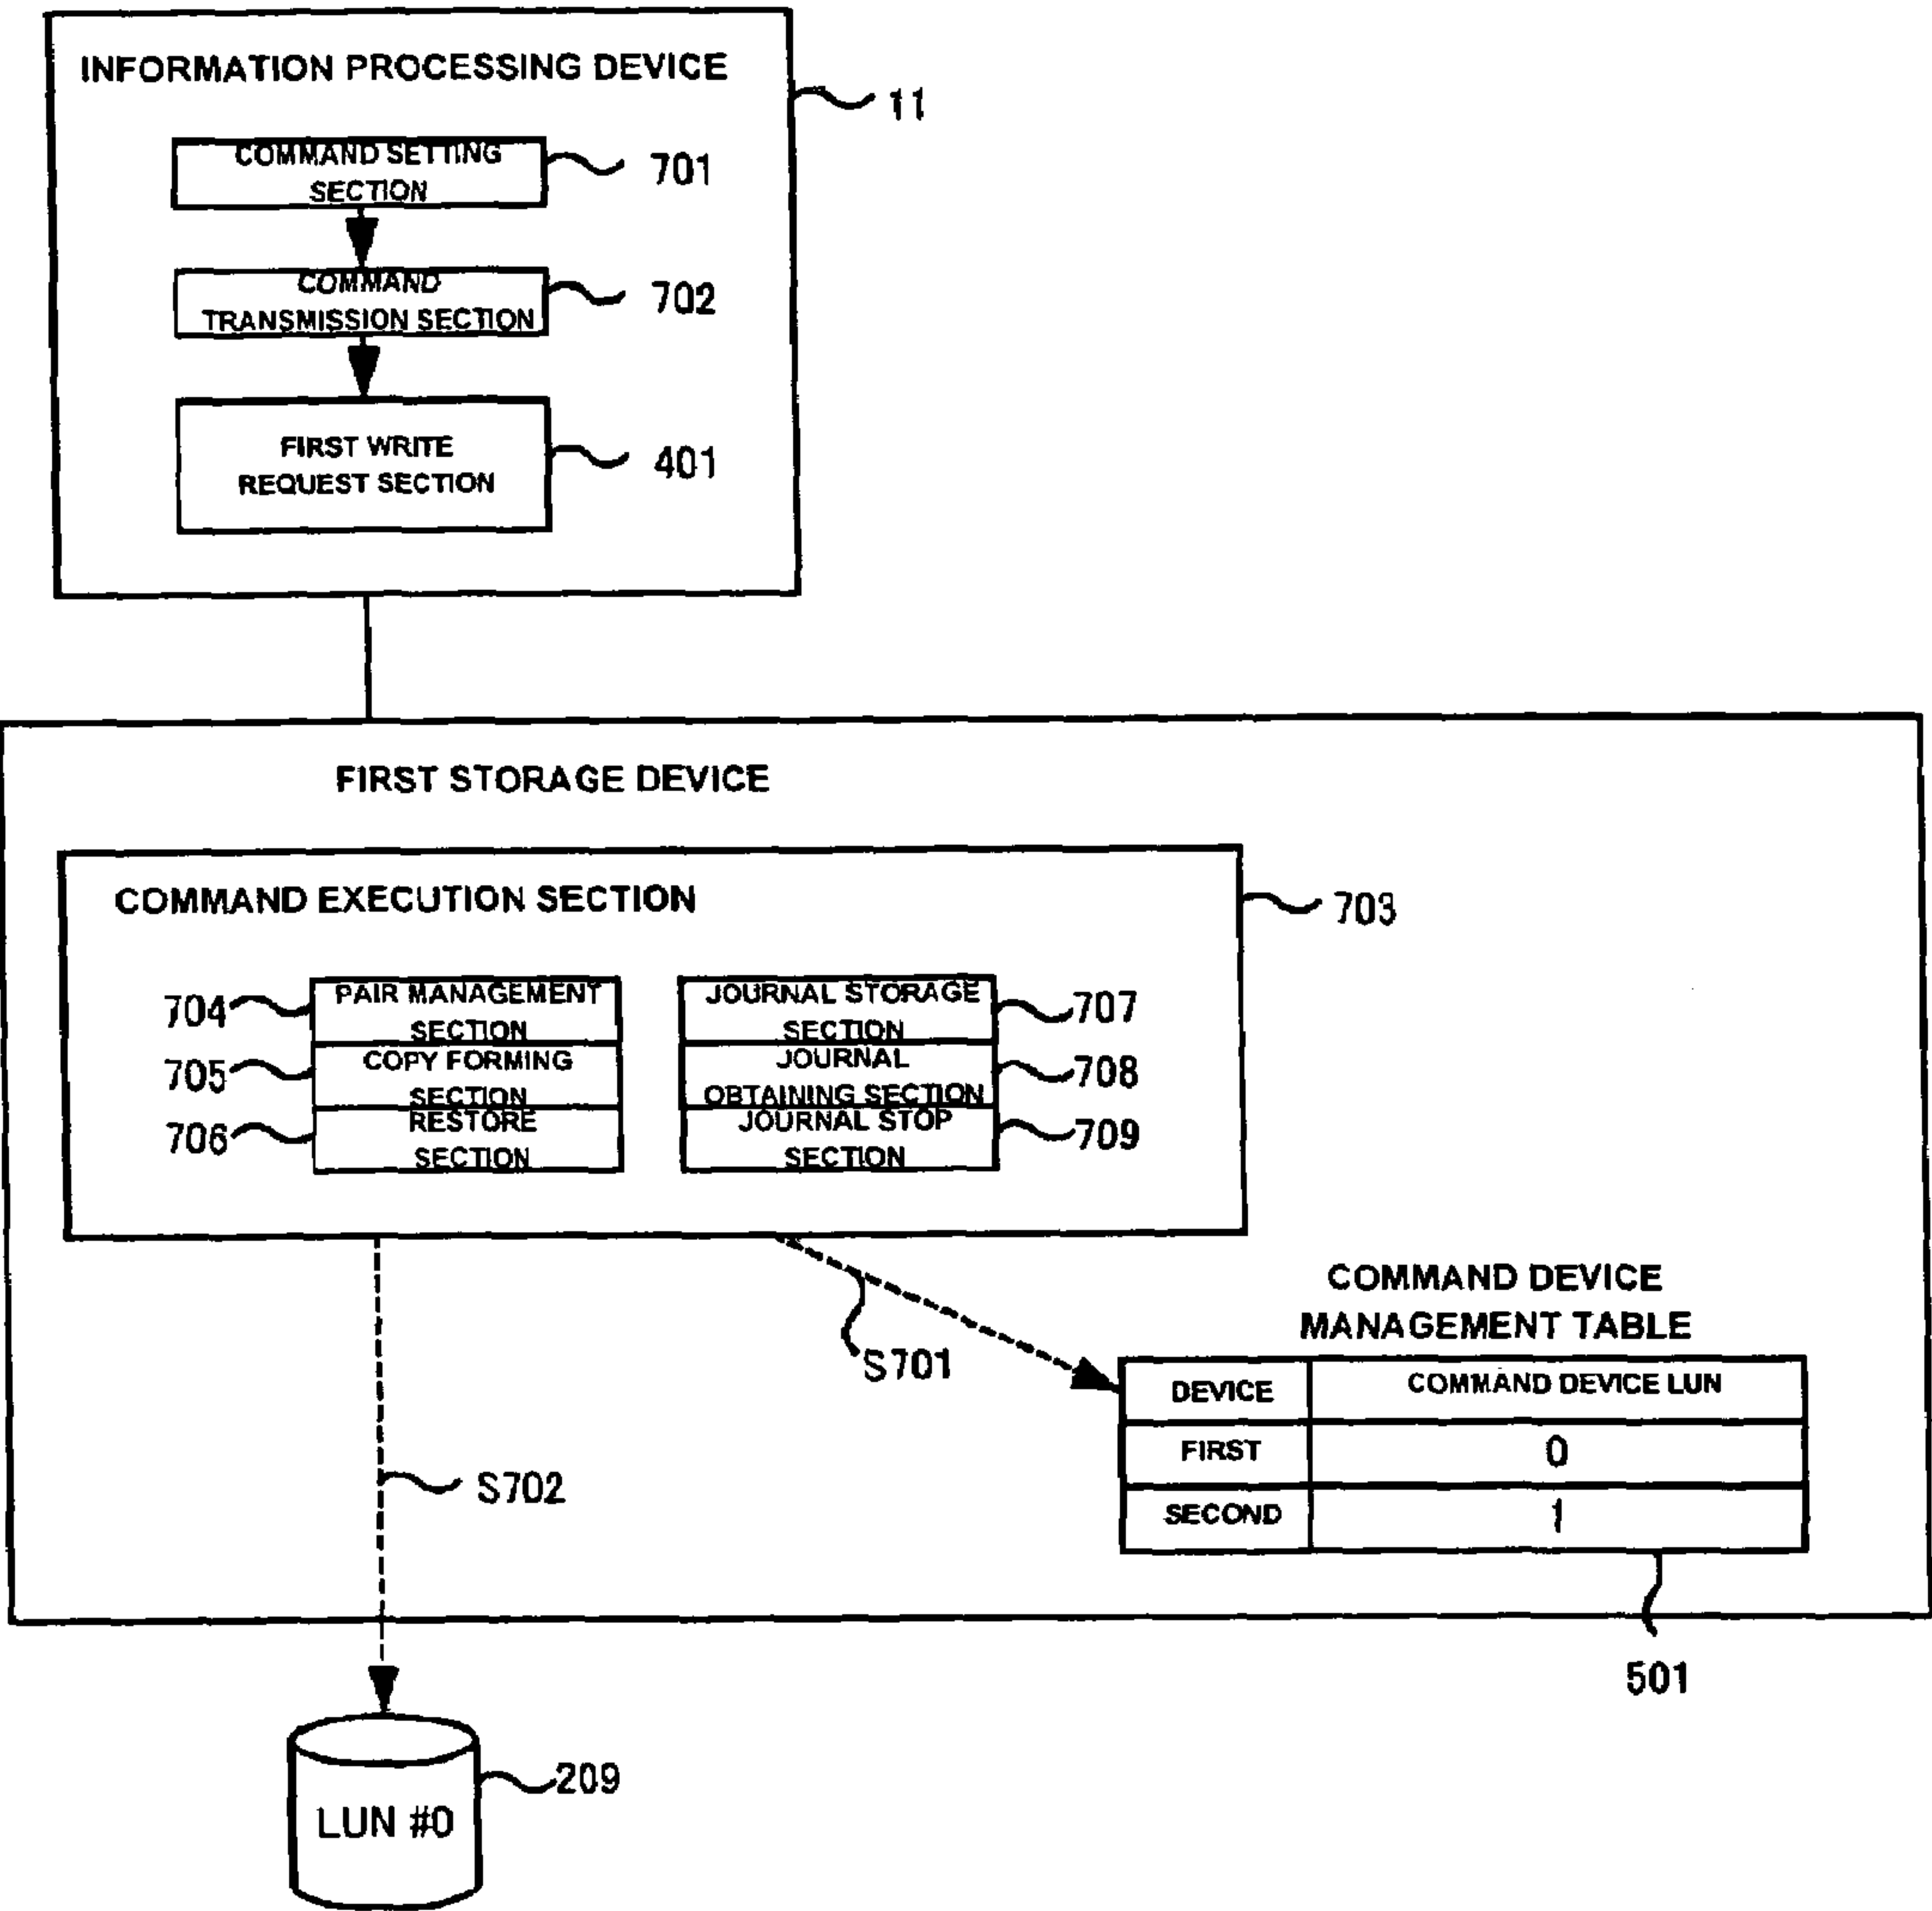 INFORMATION PROCESSING DEVICE
11
COMMAND SETTING
SECTION
701
COMMAND
TRANSMISSION SECTION
702
FIRST WRITE
REQUEST SECTION
401
FIRST STORAGE DEVICE
COMMAND EXECUTION SECTION
703
704
PAIR MANAGEMENT
SECTION
705
COPY FORMING
SECTION
706
RESTORE
SECTION
JOURNAL STORAGE
SECTION
707
JOURNAL
OBTAINING SECTION
708
JOURNAL STOP
SECTION
709
S701
S702
COMMAND DEVICE
MANAGEMENT TABLE
DEVICE COMMAND DEVICE LUN
FIRST 0
SECOND 1
501
LUN #0
209